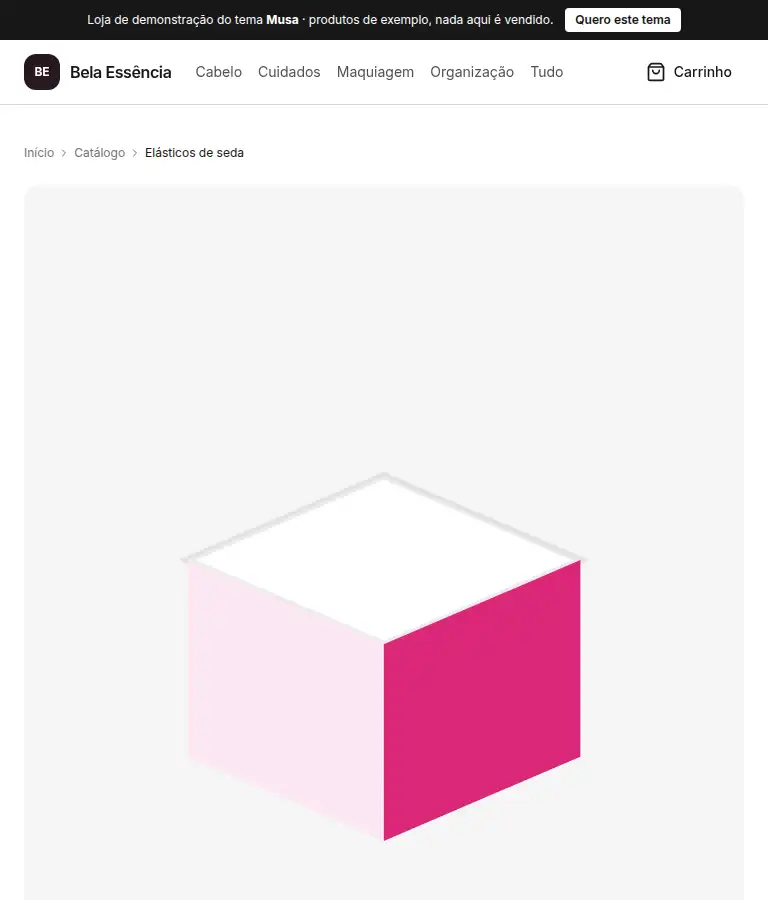 Loja de demonstração do tema Musa · produtos de exemplo, nada aqui é vendido. Quero este tema
BE Bela Essência Cabelo Cuidados Maquiagem Organização Tudo Carrinho
Início > Catálogo > Elásticos de seda